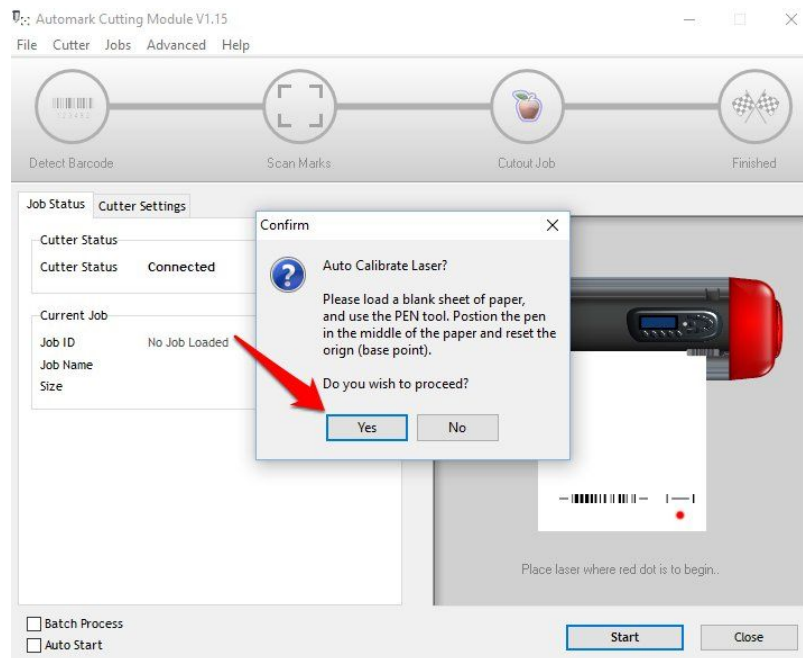 Automark Cutting Module V1.15
File Cutter Jobs Advanced Help
123492
Detect Barcode Scan Marks Cutout Job Finished
Job Status Cutter Settings
Cutter Status
Cutter Status Connected
Current Job
Job ID No Job Loaded
Job Name
Size
Confirm
Auto Calibrate Laser?
Please load a blank sheet of paper,
and use the PEN tool. Postion the pen
in the middle of the paper and reset the
orign (base point).
Do you wish to proceed?
Yes No
Place laser where red dot is to begin..
Batch Process
Auto Start
Start Close